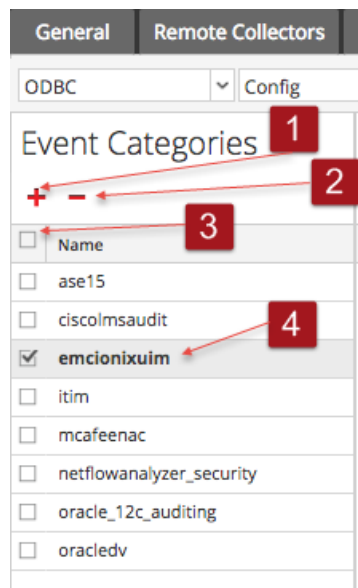 General Remote Collectors
ODBC Config
Event Categories 1
+ - 2
3
Name
ase15
ciscolmsaudit
4
emcionixuim
itim
mcafeenac
netflowanalyzer_security
oracle_12c_auditing
oracledv